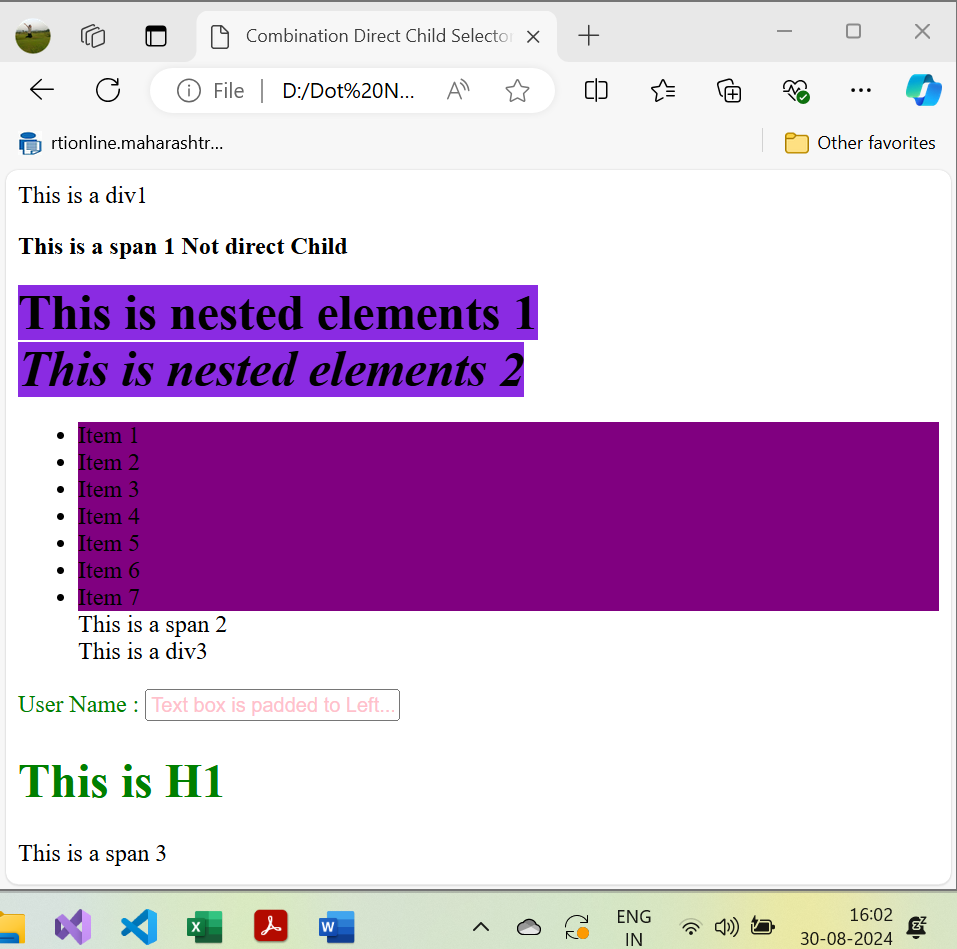 Combination Direct Child Selecto
File
D:/Dot%20N...
rtionline.maharashtr...
Other favorites
This is a div1
This is a span 1 Not direct Child
This is nested elements 1
This is nested elements 2
Item 1
Item 2
Item 3
Item 4
Item 5
Item 6
Item 7
This is a span 2
This is a div3
User Name : Text box is padded to Left...
This is H1
This is a span 3
ENG
IN
16:02
30-08-2024